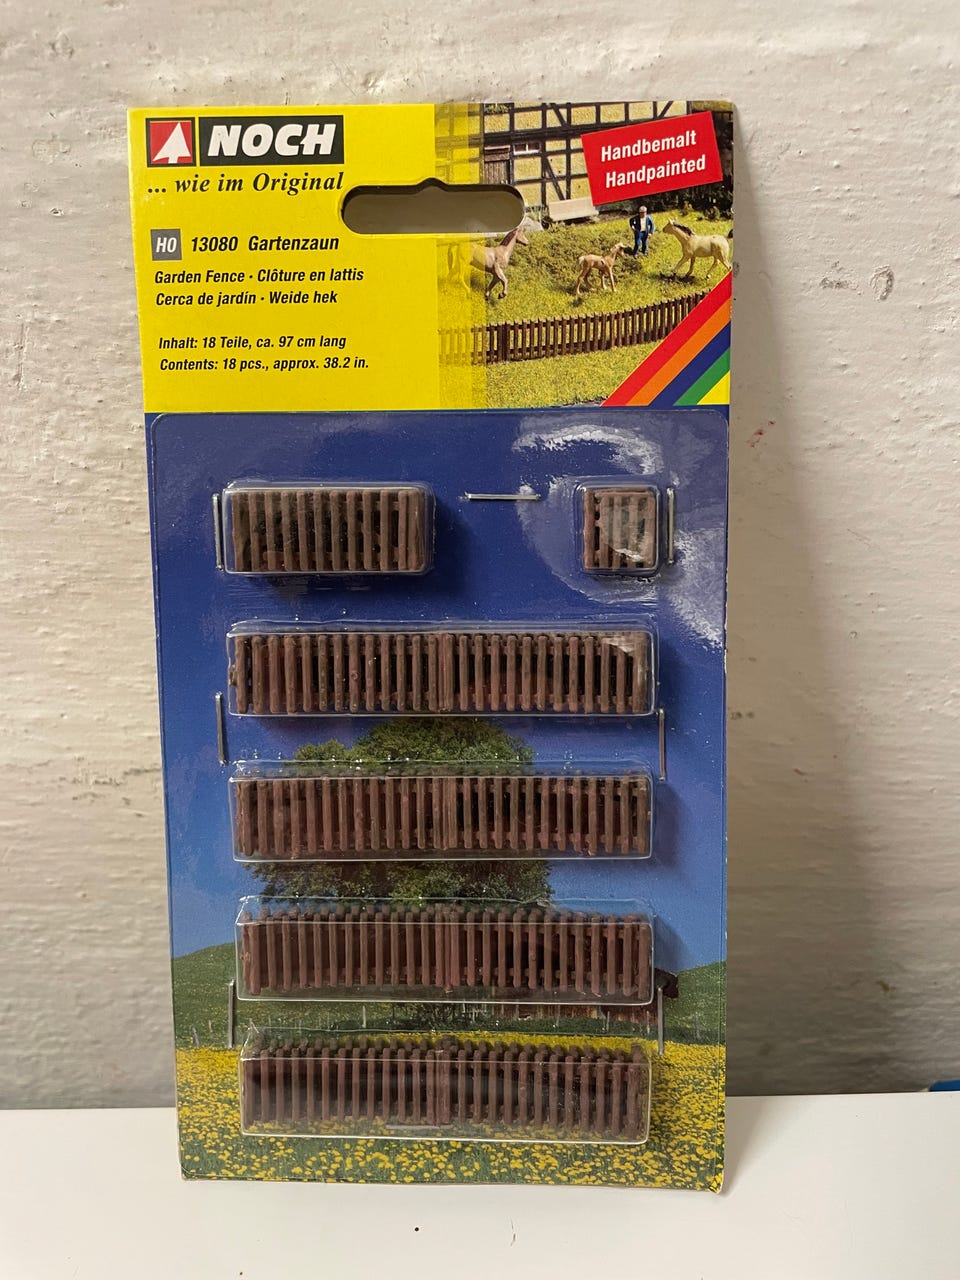 NOCH
... wie im Original
Handbemalt
Handpainted
H0 13080 Gartenzaun
Garden Fence · Clôture en lattis
Cerca de jardín · Weide hek
Inhalt: 18 Teile, ca. 97 cm lang
Contents: 18 pcs., approx. 38.2 in.